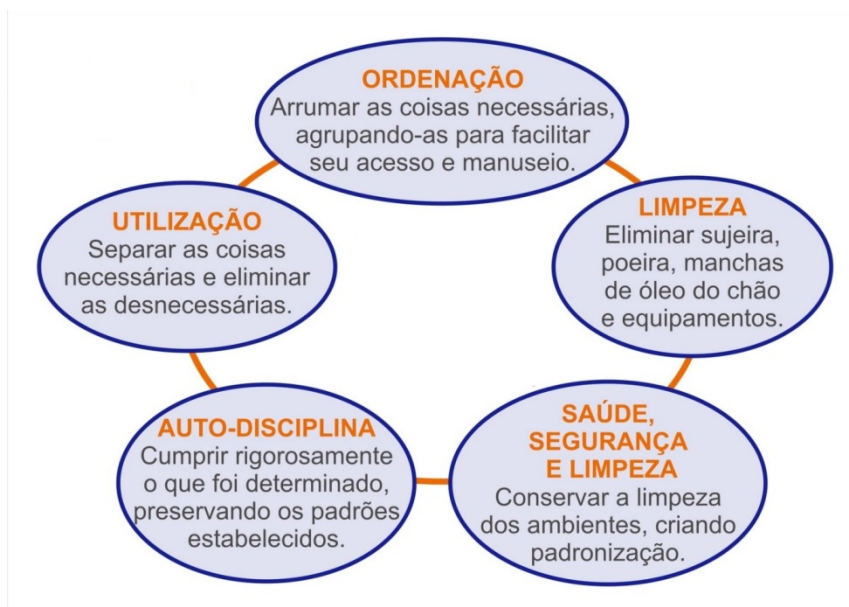 ORDENAÇÃO
Arrumar as coisas necessárias,
agrupando-as para facilitar
seu acesso e manuseio.
UTILIZAÇÃO
Separar as coisas
necessárias e eliminar
as desnecessárias.
LIMPEZA
Eliminar sujeira,
poeira, manchas
de óleo do chão
e equipamentos.
AUTO-DISCIPLINA
Cumprir rigorosamente
o que foi determinado,
preservando os padrões
estabelecidos.
SAÚDE,
SEGURANÇA
E LIMPEZA
Conservar a limpeza
dos ambientes, criando
padronização.